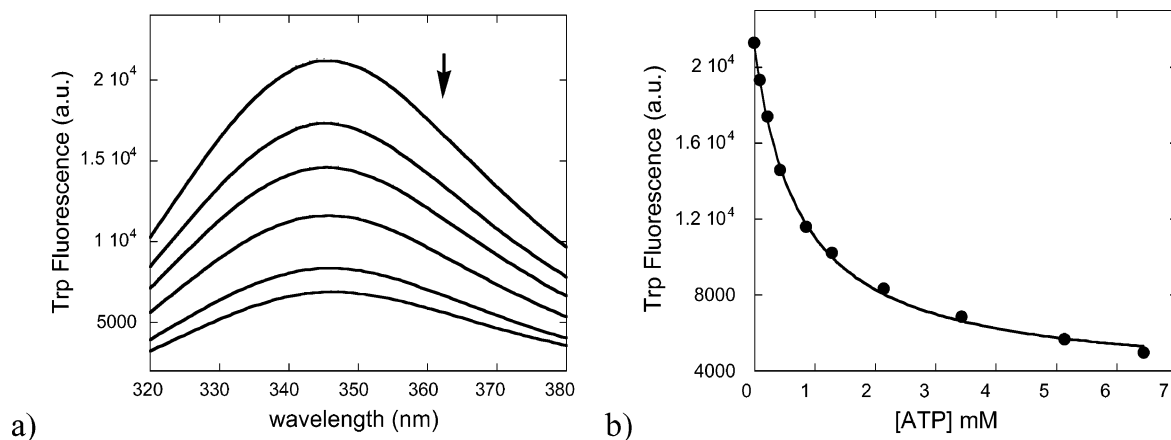 Trp Fluorescence (a.u.)
2 10⁴
1.5 10⁴
1 10⁴
5000
320 330 340 350 360 370 380
wavelength (nm)
a)
Trp Fluorescence (a.u.)
2 10⁴
1.6 10⁴
1.2 10⁴
8000
4000
0 1 2 3 4 5 6 7
[ATP] mM
b)